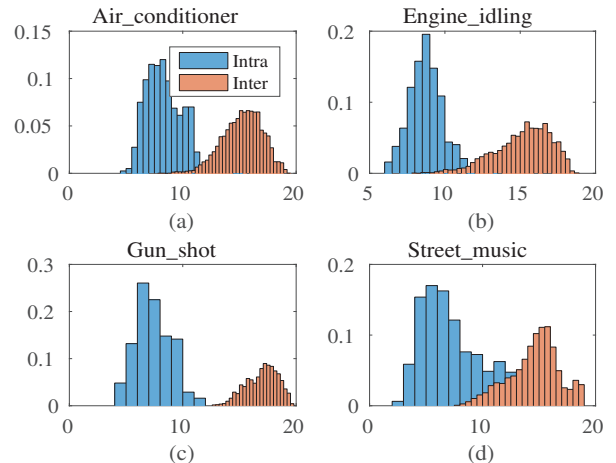 Air_conditioner
0.15
0.1
0.05
0
0 10 20
Intra
Inter
(a)
Engine_idling
0.2
0.1
0
5 10 15 20
(b)
Gun_shot
0.3
0.2
0.1
0
0 10 20
(c)
Street_music
0.2
0.1
0
0 10 20
(d)